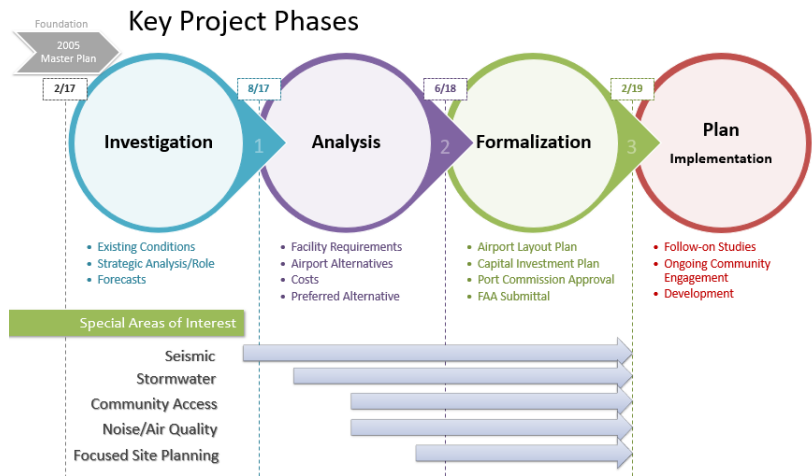 Key Project Phases
Foundation
2005
Master Plan
2/17
8/17
6/18
2/19
Investigation
1
Analysis
2
Formalization
3
Plan
Implementation
• Existing Conditions
• Strategic Analysis/Role
• Forecasts
• Facility Requirements
• Airport Alternatives
• Costs
• Preferred Alternative
• Airport Layout Plan
• Capital Investment Plan
• Port Commission Approval
• FAA Submittal
• Follow-on Studies
• Ongoing Community
Engagement
• Development
Special Areas of Interest
Seismic
Stormwater
Community Access
Noise/Air Quality
Focused Site Planning